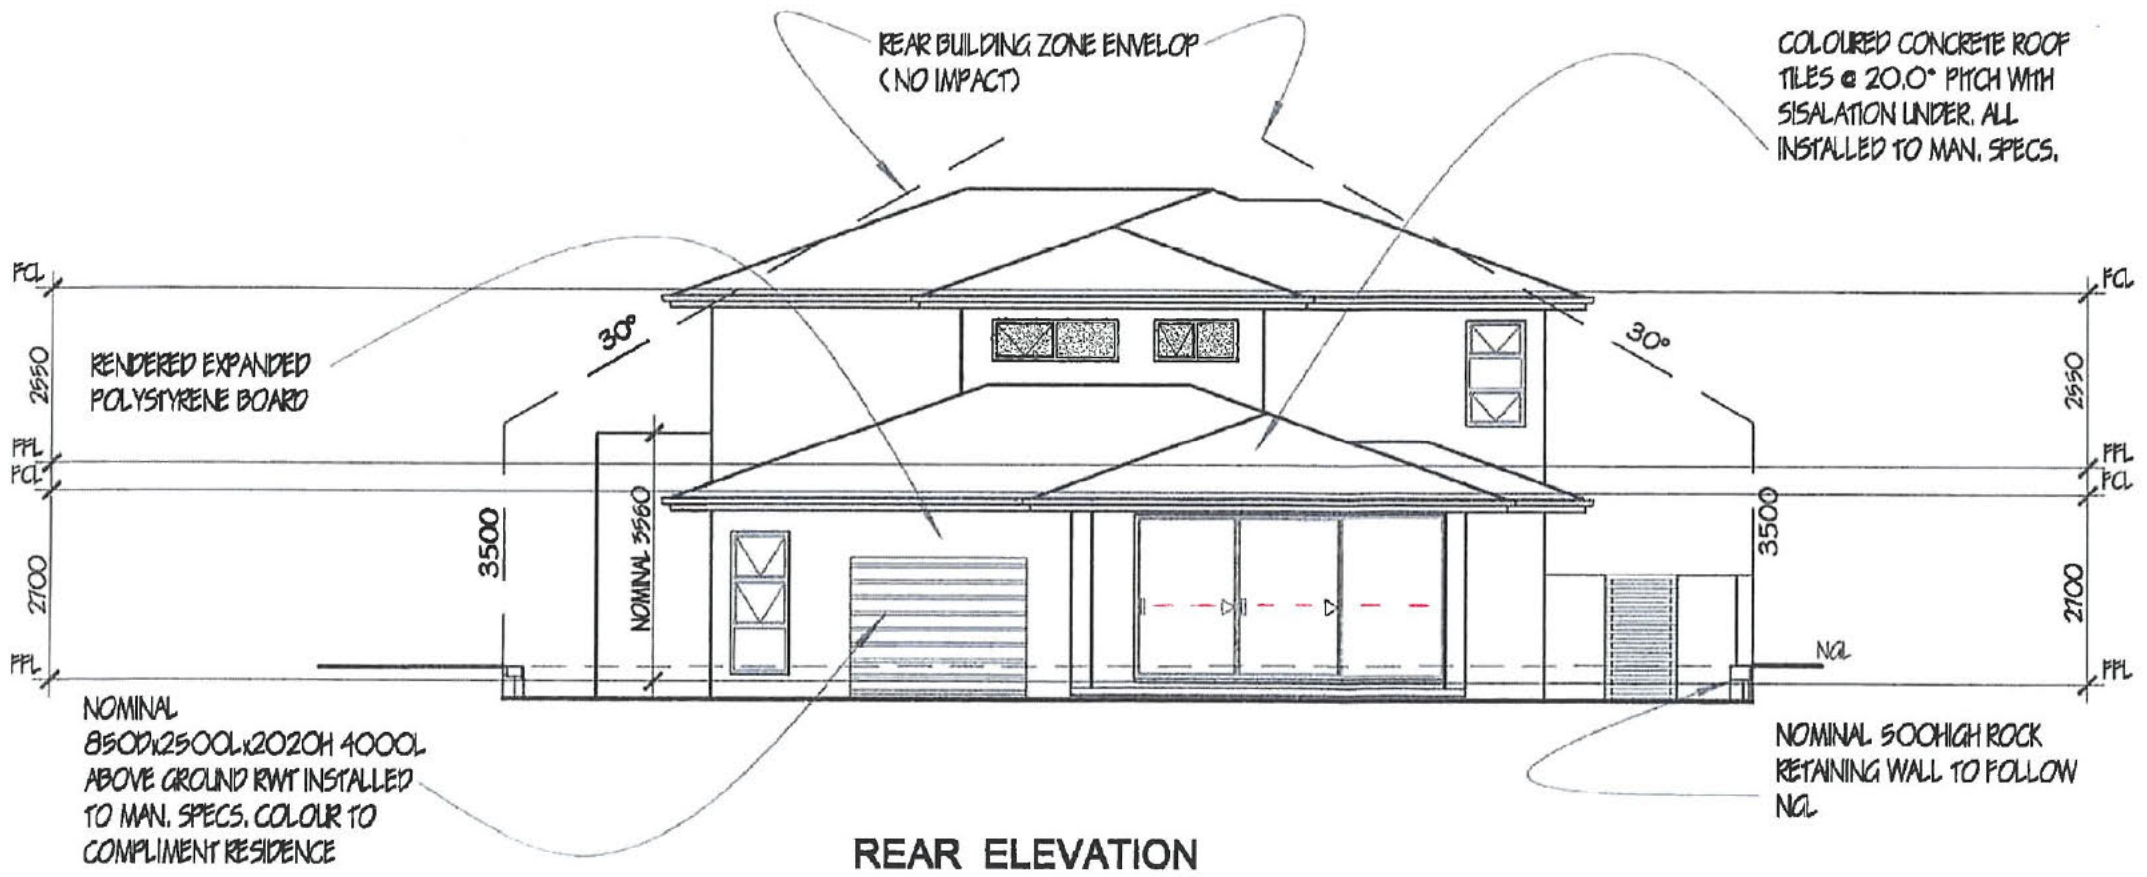 REAR BUILDING ZONE ENVELOP
(NO IMPACT)
COLOURED CONCRETE ROOF
TILES @ 20.0° PITCH WITH
SISALATION UNDER. ALL
INSTALLED TO MAN. SPECS.
FCL
FCL
30°
30°
RENDERED EXPANDED
POLYSTYRENE BOARD
2550
2550
FFL
FFL
FCL
FCL
3500
NOMINAL 3560
3500
2700
2700
NGL
FFL
FFL
NOMINAL
850Dx2500Lx2020H 4000L
ABOVE GROUND RWT INSTALLED
TO MAN. SPECS. COLOUR TO
COMPLIMENT RESIDENCE
NOMINAL 500HIGH ROCK
RETAINING WALL TO FOLLOW
NGL
REAR ELEVATION